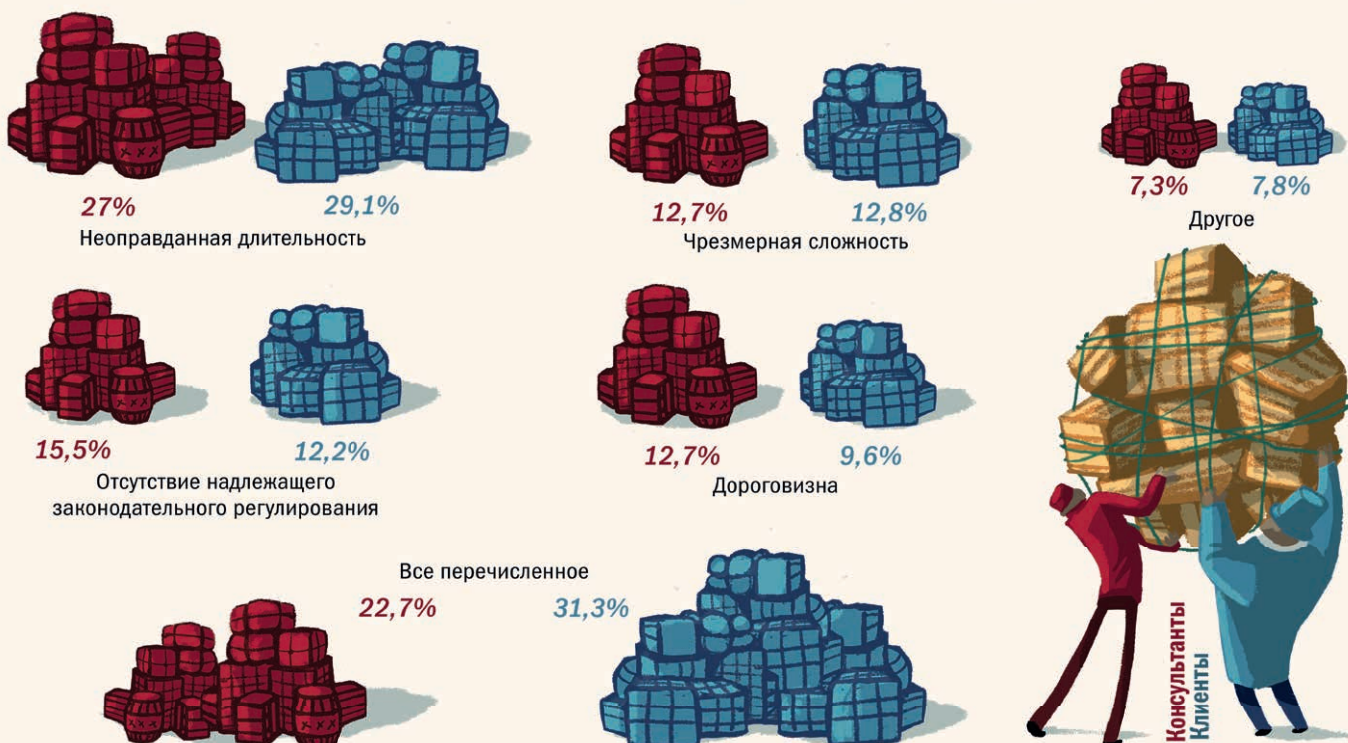 27%
29,1%
Неоправданная длительность
12,7%
12,8%
Чрезмерная сложность
7,3%
7,8%
Другое
15,5%
12,2%
Отсутствие надлежащего
законодательного регулирования
12,7%
9,6%
Дороговизна
Все перечисленное
22,7%
31,3%
Консультанты
Клиенты